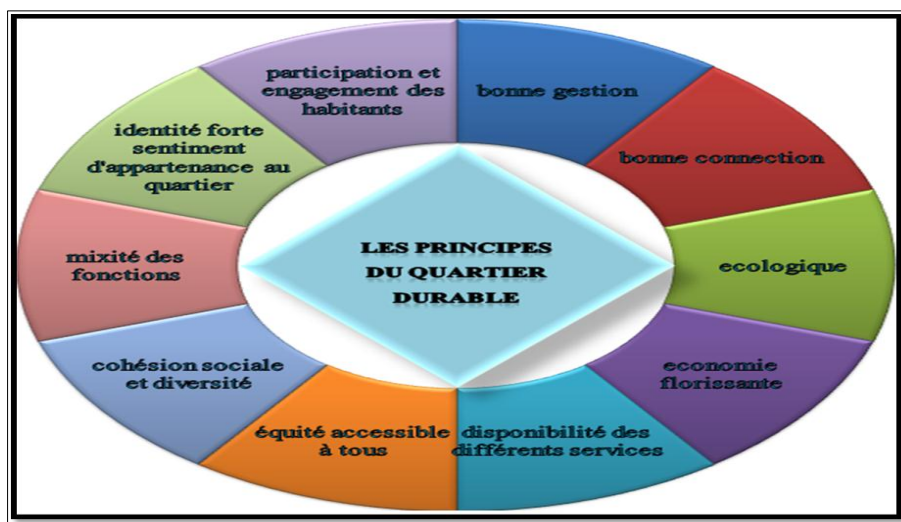 LES PRINCIPES
DU QUARTIER
DURABLE
bonne gestion
bonne connection
ecologique
economie
florissante
disponibilité des
différents services
équité accessible
à tous
cohésion sociale
et diversité
mixité des
fonctions
identité forte
sentiment
d'appartenance au
quartier
participation et
engagement des
habitants